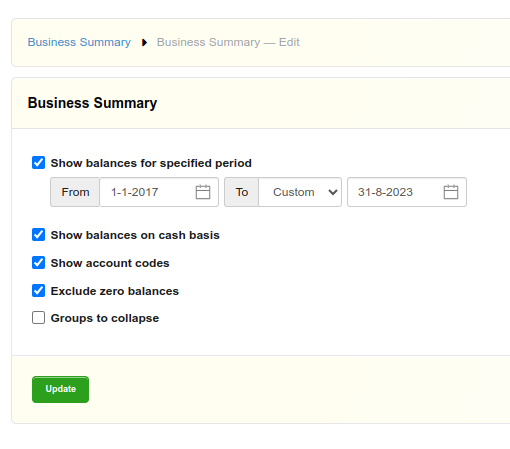 Business Summary Business Summary — Edit
Business Summary
Show balances for specified period
From 1-1-2017 To Custom 31-8-2023
Show balances on cash basis
Show account codes
Exclude zero balances
Groups to collapse
Update